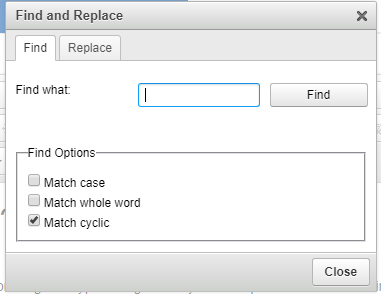 Find and Replace
Find Replace
Find what: Find
Find Options
Match case
Match whole word
Match cyclic
Close